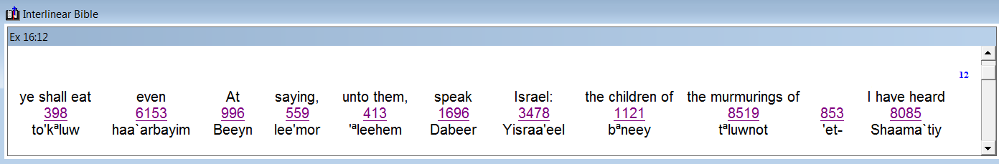 Interlinear Bible
Ex 16:12
12
ye shall eat even At saying, unto them, speak Israel: the children of the murmurings of I have heard
398 6153 996 559 413 1696 3478 1121 8519 853 8085
to'kªluw haa`arbayim Beeyn lee'mor 'ªleehem Dabeer Yisraa'eel bªneey tªluwnot 'et- Shaama`tiy